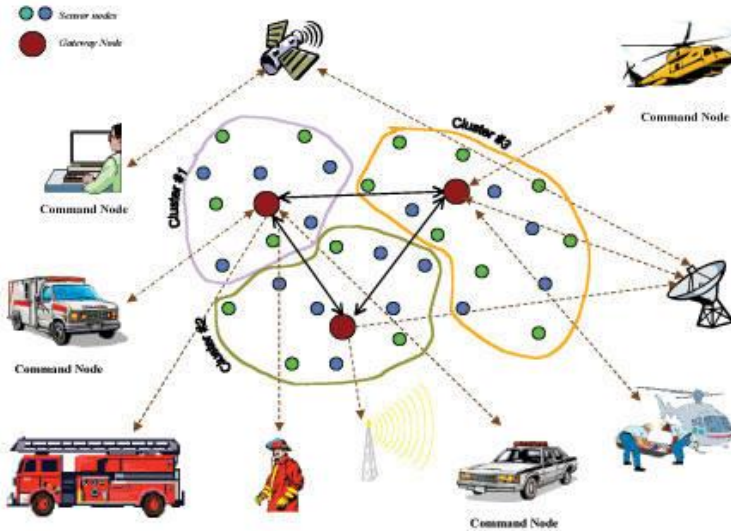 Sensor nodes
Gateway Node
Command Node
Cluster #3
Cluster #1
Command Node
Cluster #2
Command Node
Command Node